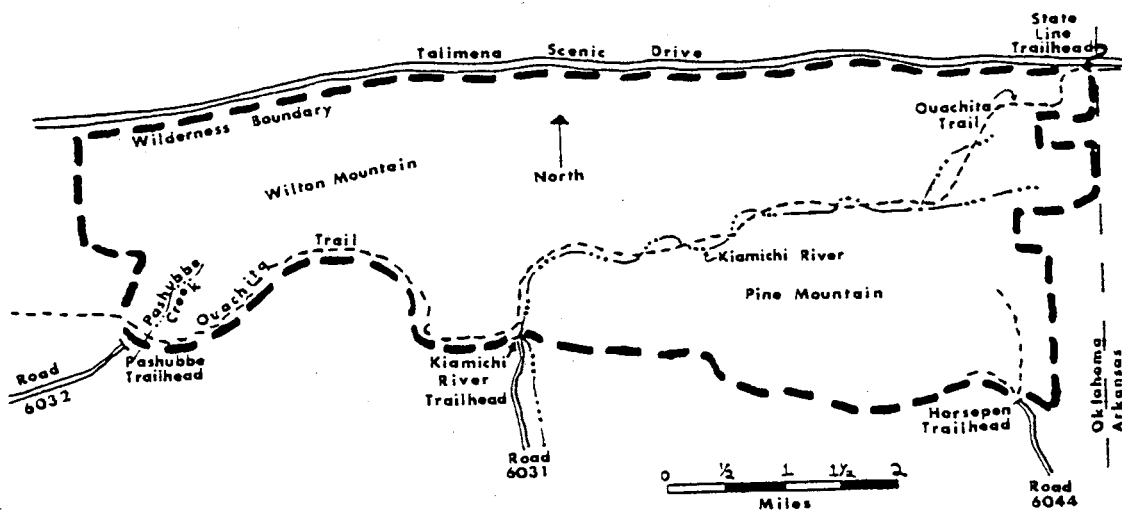 State
Line
Trailhead
Talimena Scenic Drive
Ouachita
Trail
Wilderness Boundary
Wilton Mountain
North
Trail
Ouachita
Pashubbe
Creek
Kiamichi River
Pine Mountain
Pashubbe
Trailhead
Road
6032
Kiamichi
River
Trailhead
Horsepen
Trailhead
Oklahoma
Arkansas
Road
6031
0 ½ 1 1½ 2
Miles
Road
6044